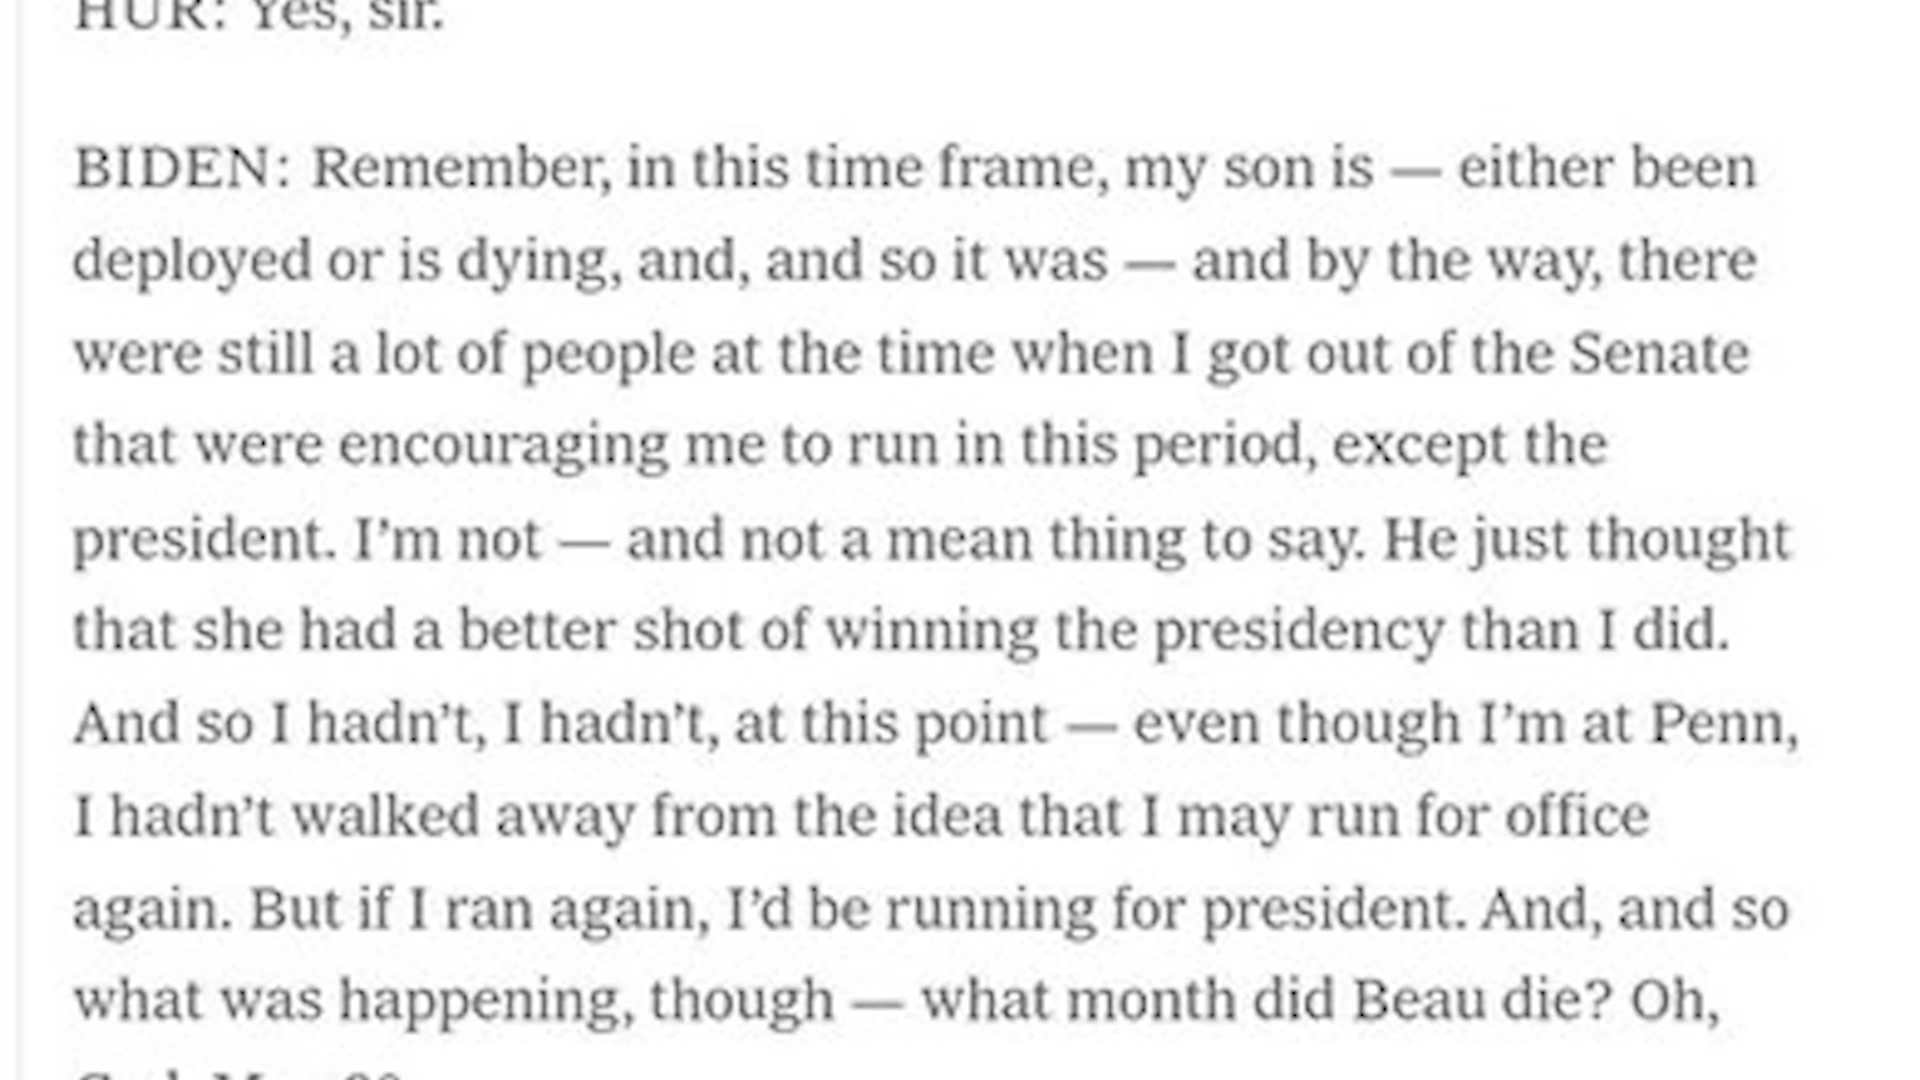 HUR: Yes, sir.
BIDEN: Remember, in this time frame, my son is — either been
deployed or is dying, and, and so it was — and by the way, there
were still a lot of people at the time when I got out of the Senate
that were encouraging me to run in this period, except the
president. I’m not — and not a mean thing to say. He just thought
that she had a better shot of winning the presidency than I did.
And so I hadn’t, I hadn’t, at this point — even though I’m at Penn,
I hadn’t walked away from the idea that I may run for office
again. But if I ran again, I’d be running for president. And, and so
what was happening, though — what month did Beau die? Oh,